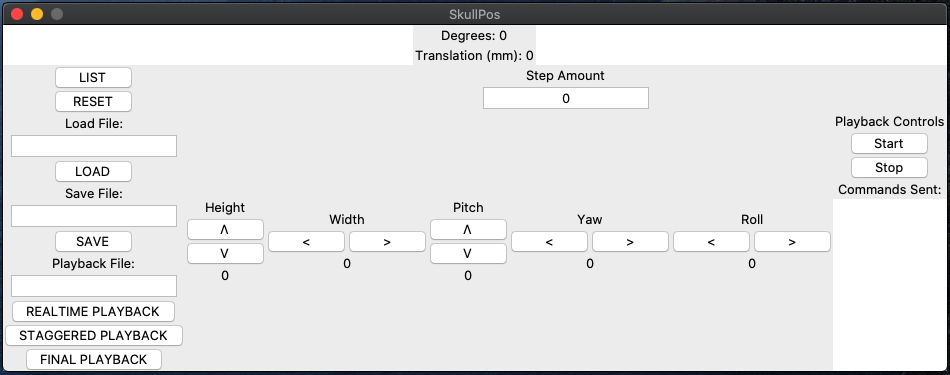 SkullPos
Degrees: 0
Translation (mm): 0
LIST
RESET
Load File:
LOAD
Save File:
SAVE
Playback File:
REALTIME PLAYBACK
STAGGERED PLAYBACK
FINAL PLAYBACK
Step Amount
0
Height
Λ
V
0
Width
< >
0
Pitch
Λ
V
0
Yaw
< >
0
Roll
< >
0
Playback Controls
Start
Stop
Commands Sent: